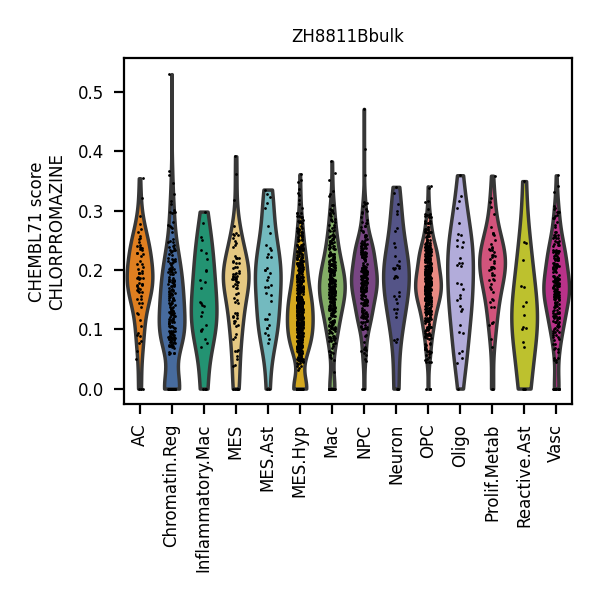 ZH8811Bbulk
CHEMBL71 score
CHLORPROMAZINE
0.5
0.4
0.3
0.2
0.1
0.0
AC
Chromatin.Reg
Inflammatory.Mac
MES
MES.Ast
MES.Hyp
Mac
NPC
Neuron
OPC
Oligo
Prolif.Metab
Reactive.Ast
Vasc